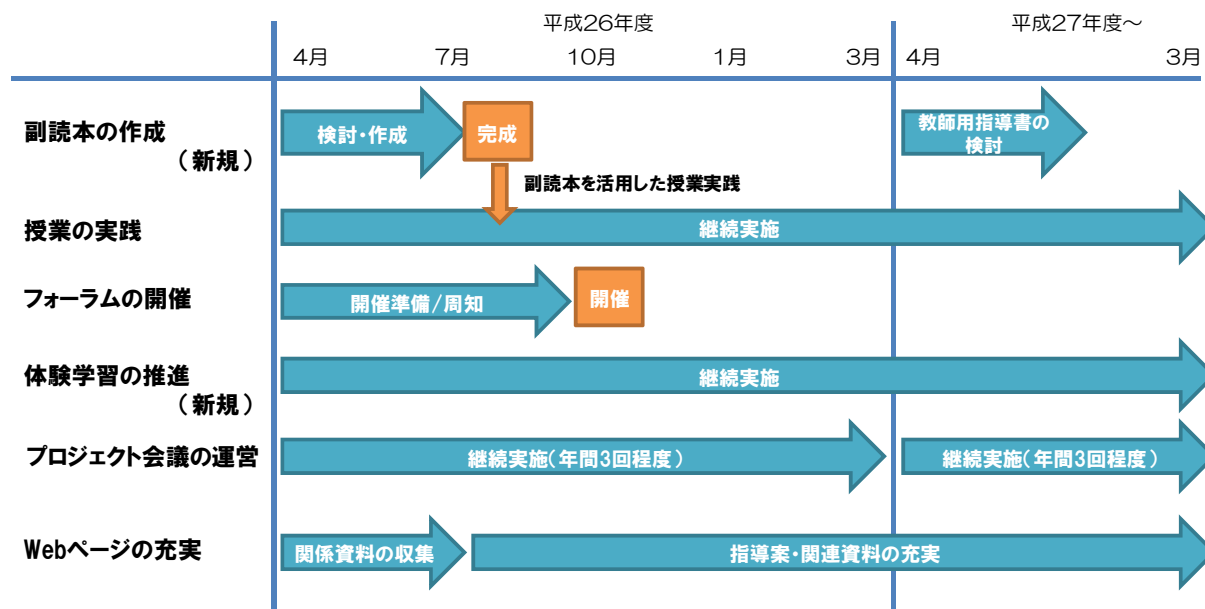 平成26年度
平成27年度～
4月
7月
10月
1月
3月
4月
3月
副読本の作成
（新規）
検討・作成
完成
教師用指導書の
検討
副読本を活用した授業実践
授業の実践
継続実施
フォーラムの開催
開催準備/周知
開催
体験学習の推進
（新規）
継続実施
プロジェクト会議の運営
継続実施（年間3回程度）
継続実施（年間3回程度）
Webページの充実
関係資料の収集
指導案・関連資料の充実